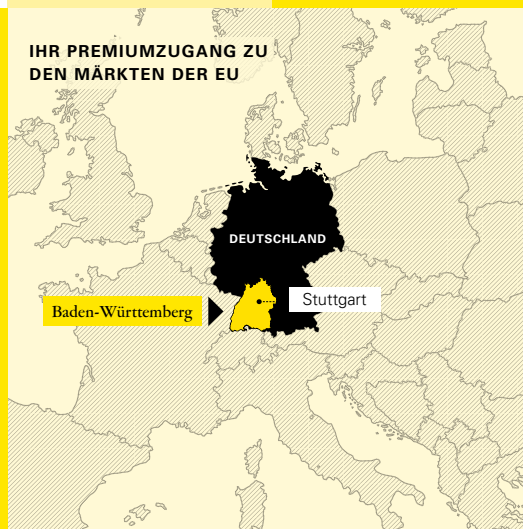 IHR PREMIUMZUGANG ZU
DEN MÄRKTEN DER EU
DEUTSCHLAND
Stuttgart
Baden-Württemberg